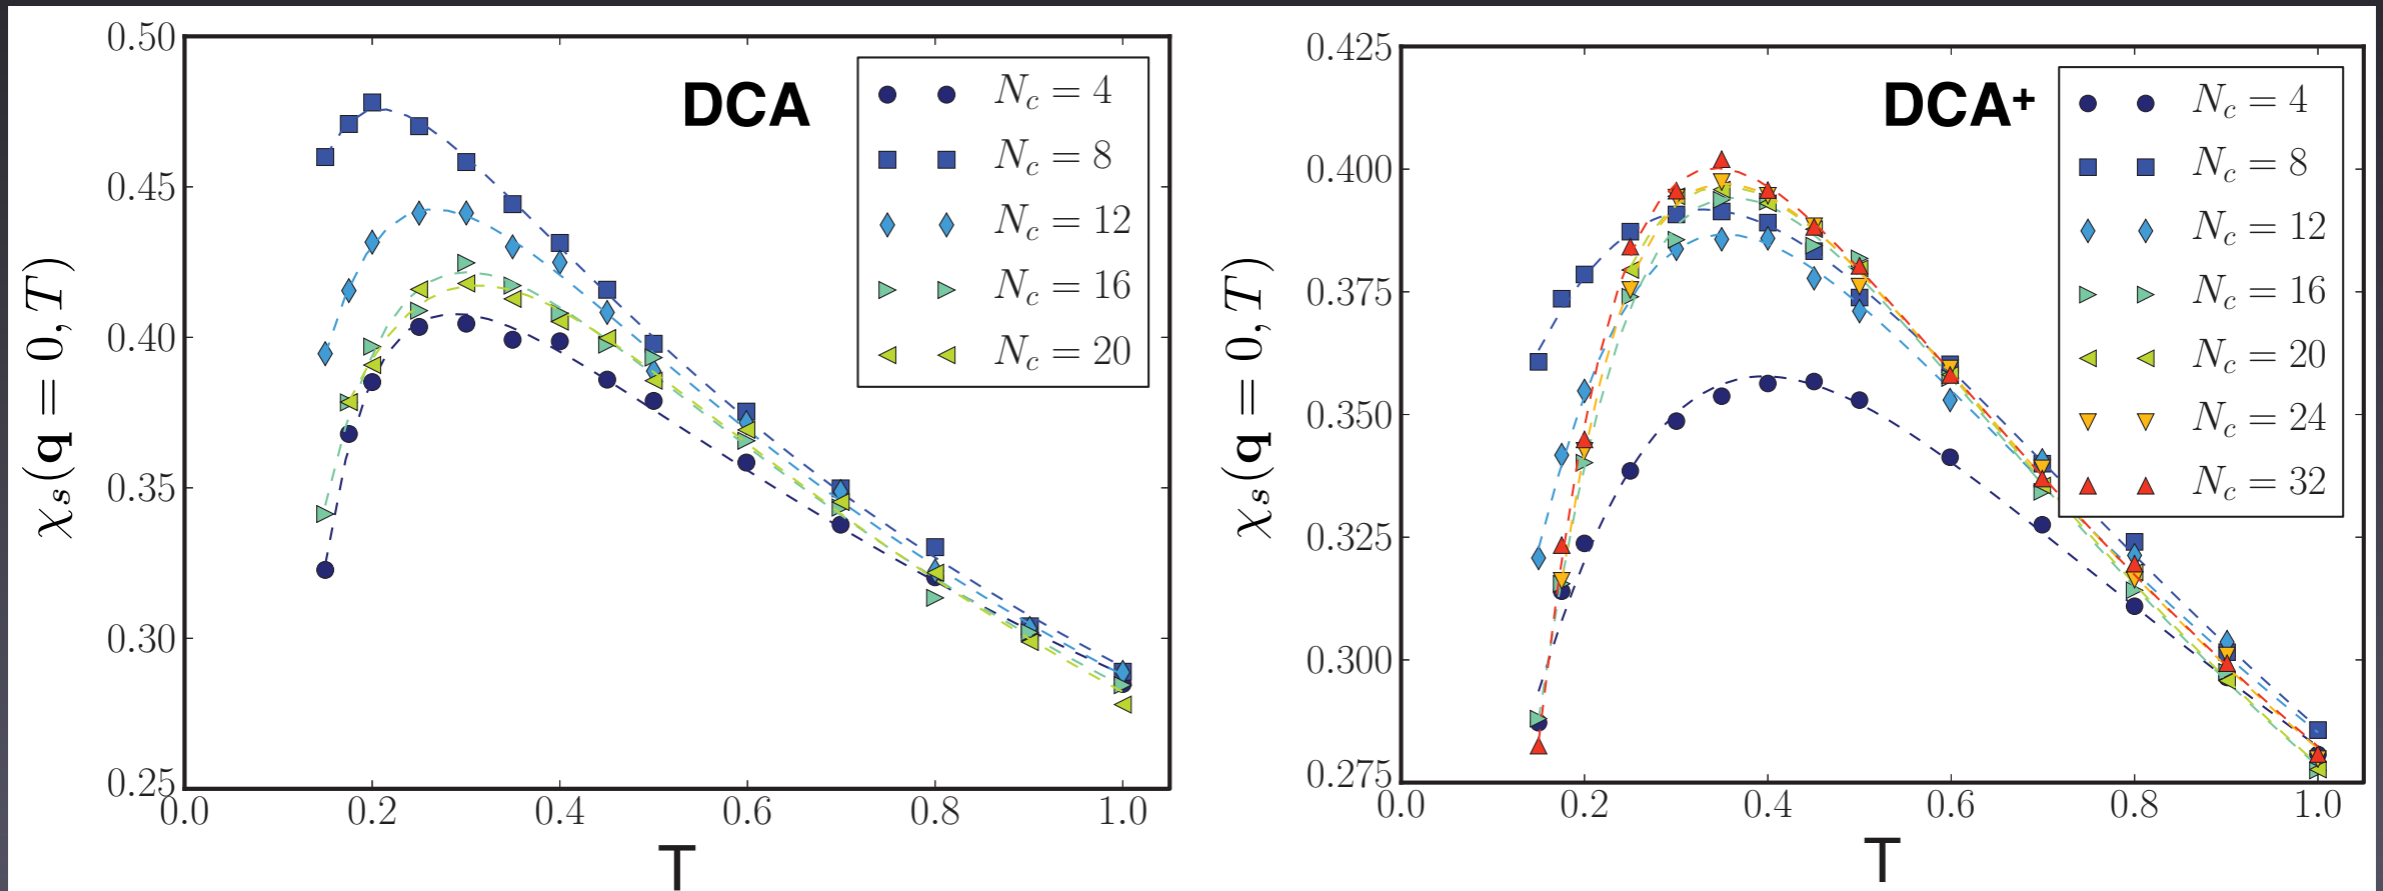 DCA
χₛ(q = 0, T)
0.50
0.45
0.40
0.35
0.30
0.25
0.0 0.2 0.4 0.6 0.8 1.0
T
N_c = 4
N_c = 8
N_c = 12
N_c = 16
N_c = 20
DCA⁺
χₛ(q = 0, T)
0.425
0.400
0.375
0.350
0.325
0.300
0.275
0.0 0.2 0.4 0.6 0.8 1.0
T
N_c = 4
N_c = 8
N_c = 12
N_c = 16
N_c = 20
N_c = 24
N_c = 32